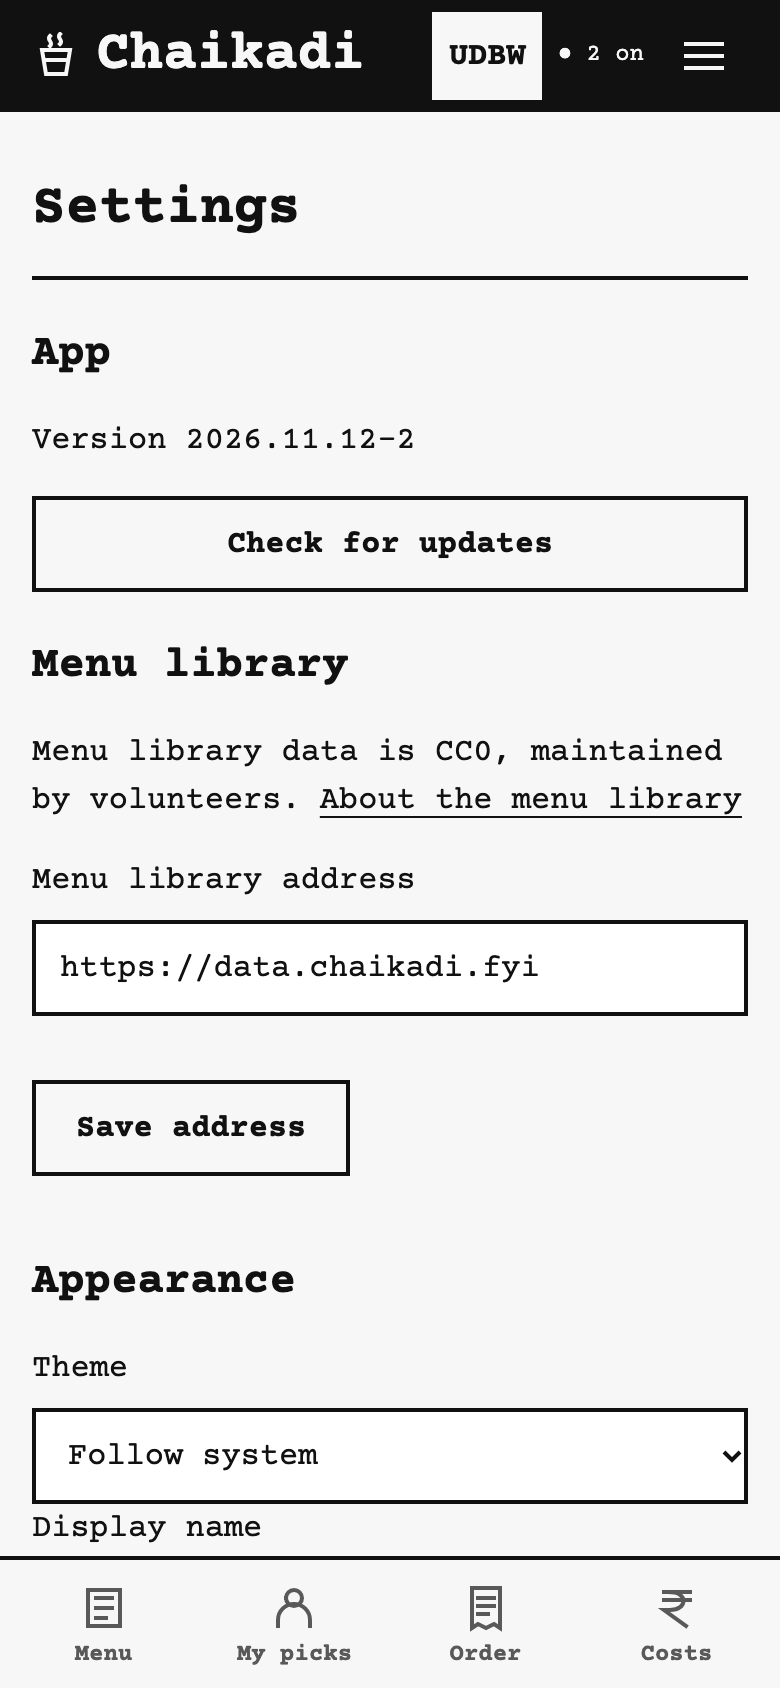 Chaikadi
UDBW
● 2 on
Settings
App
Version 2026.11.12-2
Check for updates
Menu library
Menu library data is CC0, maintained
by volunteers. About the menu library
Menu library address
https://data.chaikadi.fyi
Save address
Appearance
Theme
Follow system
Display name
Menu
My picks
Order
₹
Costs